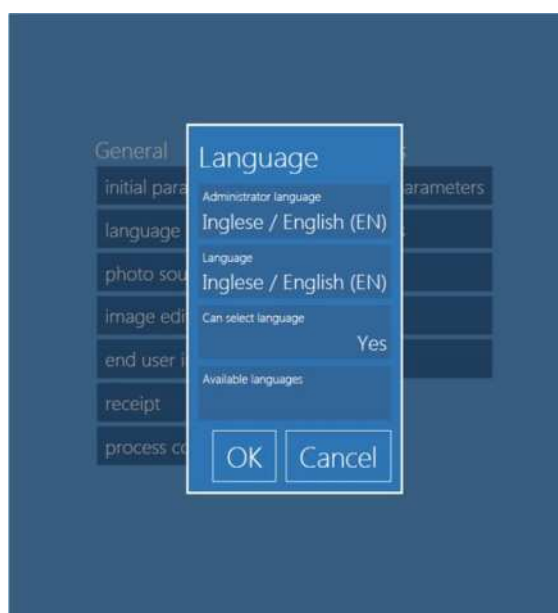 General
Language
initial para
arameters
Administrator language
Inglese / English (EN)
language
photo sou
Language
Inglese / English (EN)
image edi
Can select language
Yes
end user i
Available languages
receipt
process co
OK
Cancel